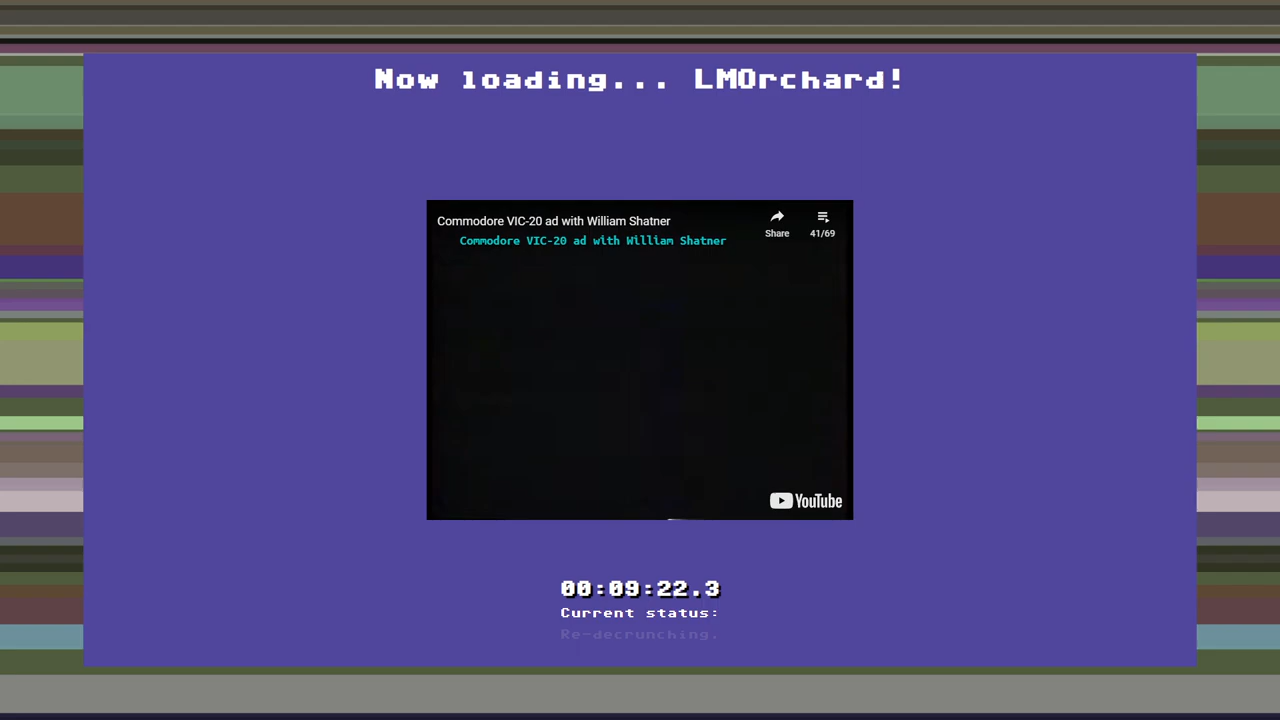 Now loading... LMOrchard!
Commodore VIC-20 ad with William Shatner
Share
41/69
Commodore VIC-20 ad with William Shatner
YouTube
00:09:22.3
Current status:
Re-decrunching.